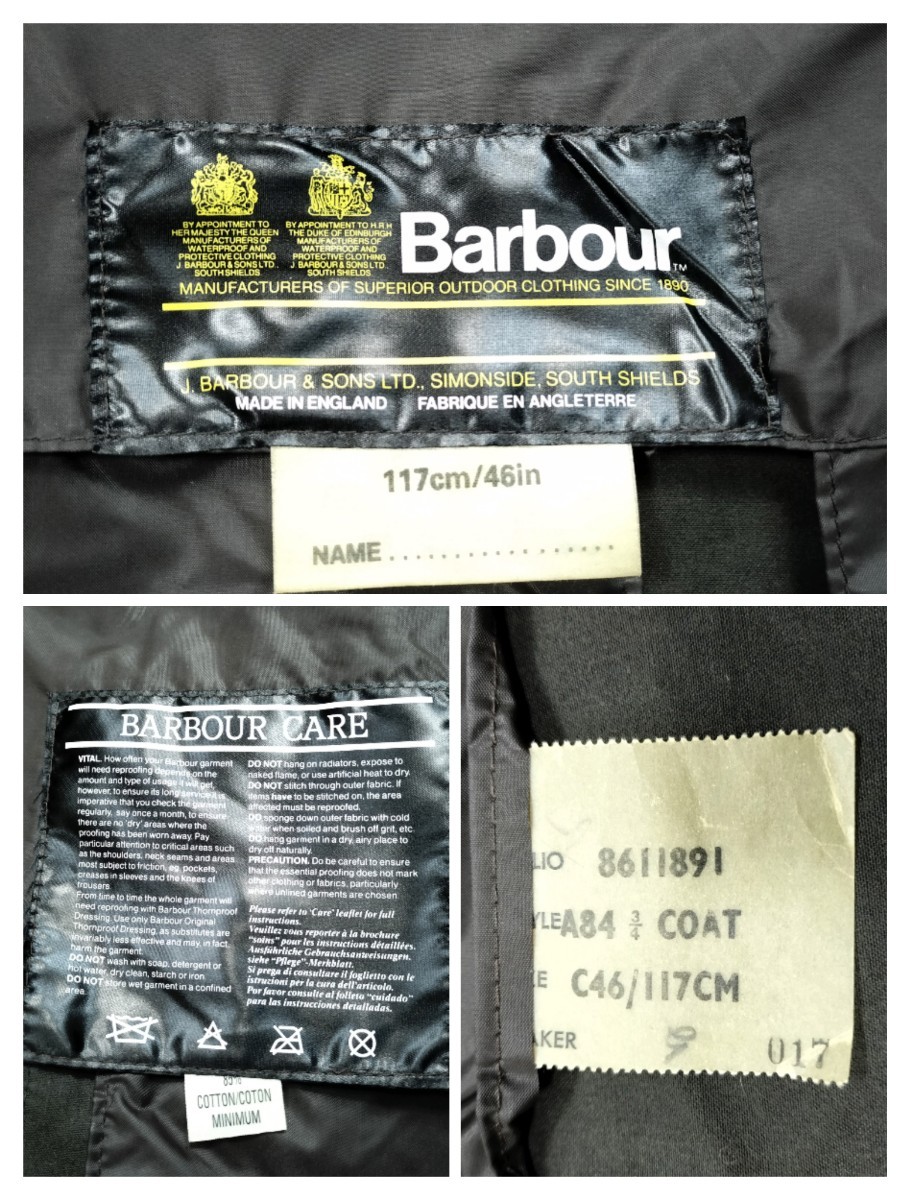 BY APPOINTMENT TO
HER MAJESTY THE QUEEN
MANUFACTURERS OF
WATERPROOF AND
PROTECTIVE CLOTHING
J. BARBOUR & SONS LTD.,
SOUTH SHIELDS
BY APPOINTMENT TO H.R.H
THE DUKE OF EDINBURGH
MANUFACTURERS OF
WATERPROOF AND
PROTECTIVE CLOTHING
J. BARBOUR & SONS LTD.,
SOUTH SHIELDS
Barbour™
MANUFACTURERS OF SUPERIOR OUTDOOR CLOTHING SINCE 1890
J. BARBOUR & SONS LTD., SIMONSIDE, SOUTH SHIELDS
MADE IN ENGLAND FABRIQUE EN ANGLETERRE
117cm/46in
NAME..................
BARBOUR CARE
VITAL. How often your Barbour garment
will need reproofing depends on the
amount and type of usage it will get,
however, to ensure its long service it is
imperative that you check the garment
regularly, say once a month, to ensure
there are no 'dry' areas where the
proofing has been worn away. Pay
particular attention to critical areas such
as the shoulders, neck seams and areas
most subject to friction, eg. pockets,
creases in sleeves and the knees of
trousers.
From time to time the whole garment will
need reproofing with Barbour Thornproof
Dressing. Use only Barbour Original
Thornproof Dressing, as substitutes are
invariably less effective and may, in fact,
harm the garment.
DO NOT wash with soap, detergent or
hot water, dry clean, starch or iron.
DO NOT store wet garment in a confined
area.
DO NOT hang on radiators, expose to
naked flame, or use artificial heat to dry.
DO NOT stitch through outer fabric. If
items have to be stitched on, the area
affected must be reproofed.
DO sponge down outer fabric with cold
water when soiled and brush off grit, etc.
DO hang garment in a dry, airy place to
dry off naturally.
PRECAUTION. Do be careful to ensure
that the essential proofing does not mark
other clothing or fabrics, particularly
where unlined garments are chosen.
Please refer to 'Care' leaflet for full
instructions.
Veuillez vous reporter à la brochure
"soins" pour les instructions détaillées.
Ausführliche Gebrauchsanweisungen,
siehe "Pflege"-Merkblatt.
Si prega di consultare il foglietto con le
istruzioni per la cura dell'articolo.
Por favor consulte al folleto "cuidado"
para las instrucciones detalladas.
85%
COTTON/COTON
MINIMUM
LIO 8611891
YLE A84 ¾ COAT
E C46/117CM
AKER 017